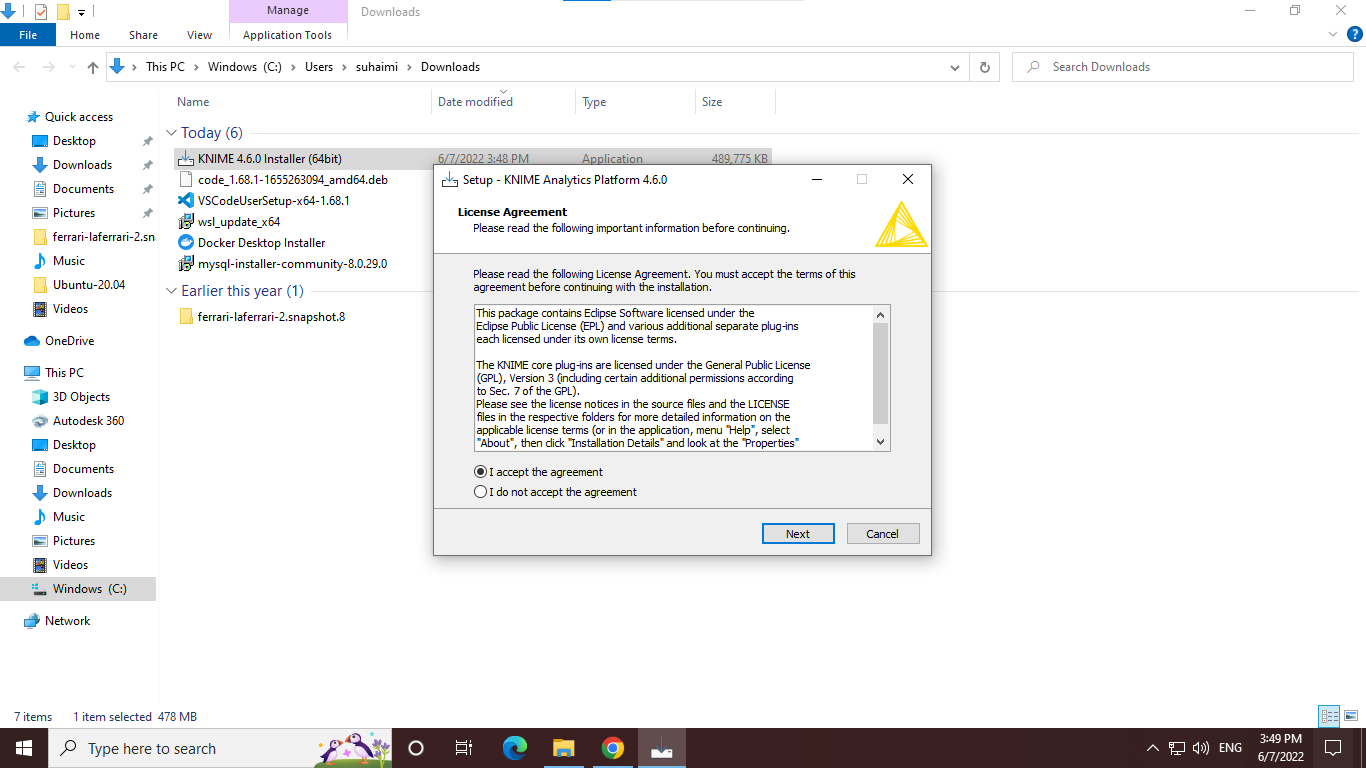 Manage
Downloads
File
Home
Share
View
Application Tools
This PC
Windows (C:)
Users
suhaimi
Downloads
Search Downloads
Name
Date modified
Type
Size
Quick access
Desktop
Downloads
Documents
Pictures
ferrari-laferrari-2.sn
Music
Ubuntu-20.04
Videos
OneDrive
This PC
3D Objects
Autodesk 360
Desktop
Documents
Downloads
Music
Pictures
Videos
Windows (C:)
Network
Today (6)
KNIME 4.6.0 Installer (64bit) 6/7/2022 3:48 PM Application 489,775 KB
code_1.68.1-1655263094_amd64.deb
VSCodeUserSetup-x64-1.68.1
wsl_update_x64
Docker Desktop Installer
mysql-installer-community-8.0.29.0
Earlier this year (1)
ferrari-laferrari-2.snapshot.8
Setup - KNIME Analytics Platform 4.6.0
License Agreement
Please read the following important information before continuing.
Please read the following License Agreement. You must accept the terms of this
agreement before continuing with the installation.
This package contains Eclipse Software licensed under the
Eclipse Public License (EPL) and various additional separate plug-ins
each licensed under its own license terms.
The KNIME core plug-ins are licensed under the General Public License
(GPL), Version 3 (including certain additional permissions according
to Sec. 7 of the GPL).
Please see the license notices in the source files and the LICENSE
files in the respective folders for more detailed information on the
applicable license terms (or in the application, menu "Help", select
"About", then click "Installation Details" and look at the "Properties"
I accept the agreement
I do not accept the agreement
Next
Cancel
7 items
1 item selected 478 MB
Type here to search
ENG
3:49 PM
6/7/2022